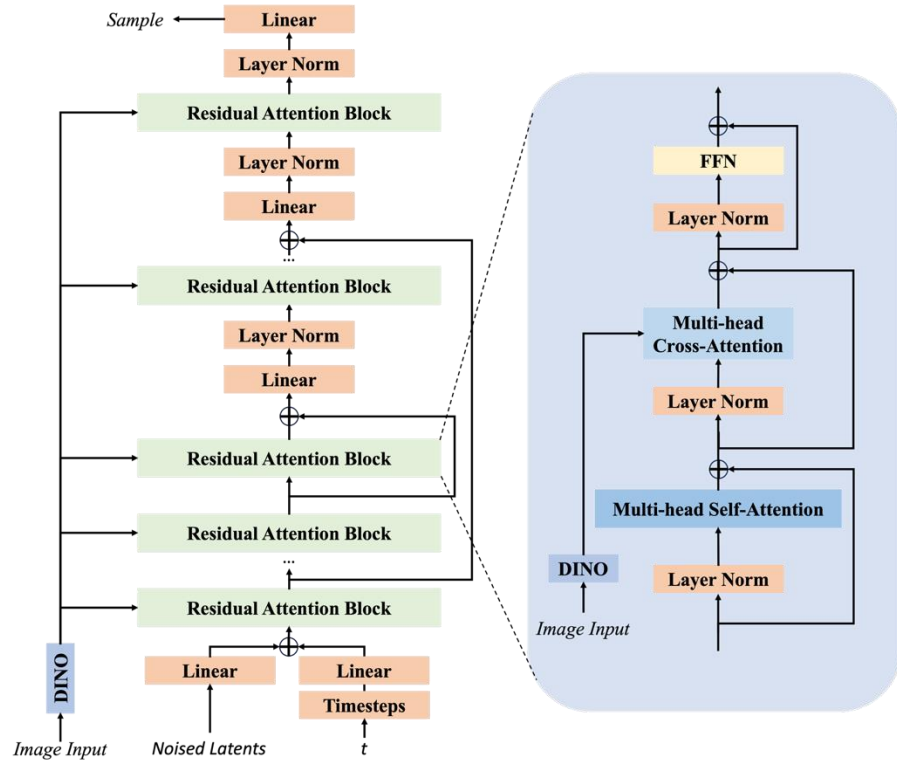 Sample
Linear
Layer Norm
Residual Attention Block
Layer Norm
Linear
...
Residual Attention Block
Layer Norm
Linear
Residual Attention Block
Residual Attention Block
...
Residual Attention Block
Linear
Linear
Timesteps
DINO
Image Input
Noised Latents
t
FFN
Layer Norm
Multi-head
Cross-Attention
Layer Norm
Multi-head Self-Attention
DINO
Layer Norm
Image Input